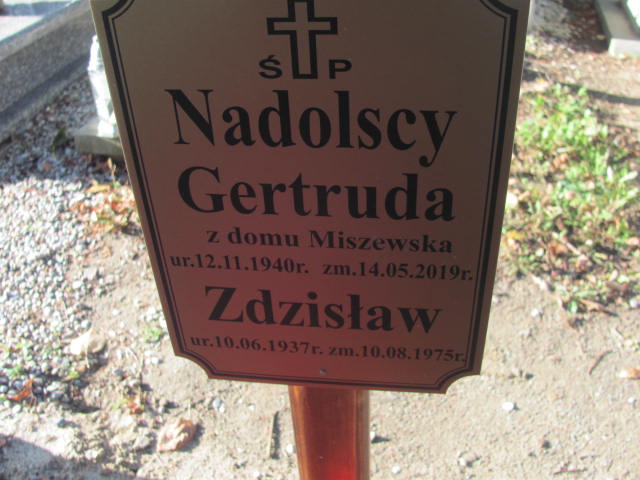 Ś P
Nadolscy
Gertruda
z domu Miszewska
ur.12.11.1940r. zm.14.05.2019r.
Zdzisław
ur.10.06.1937r. zm.10.08.1975r.